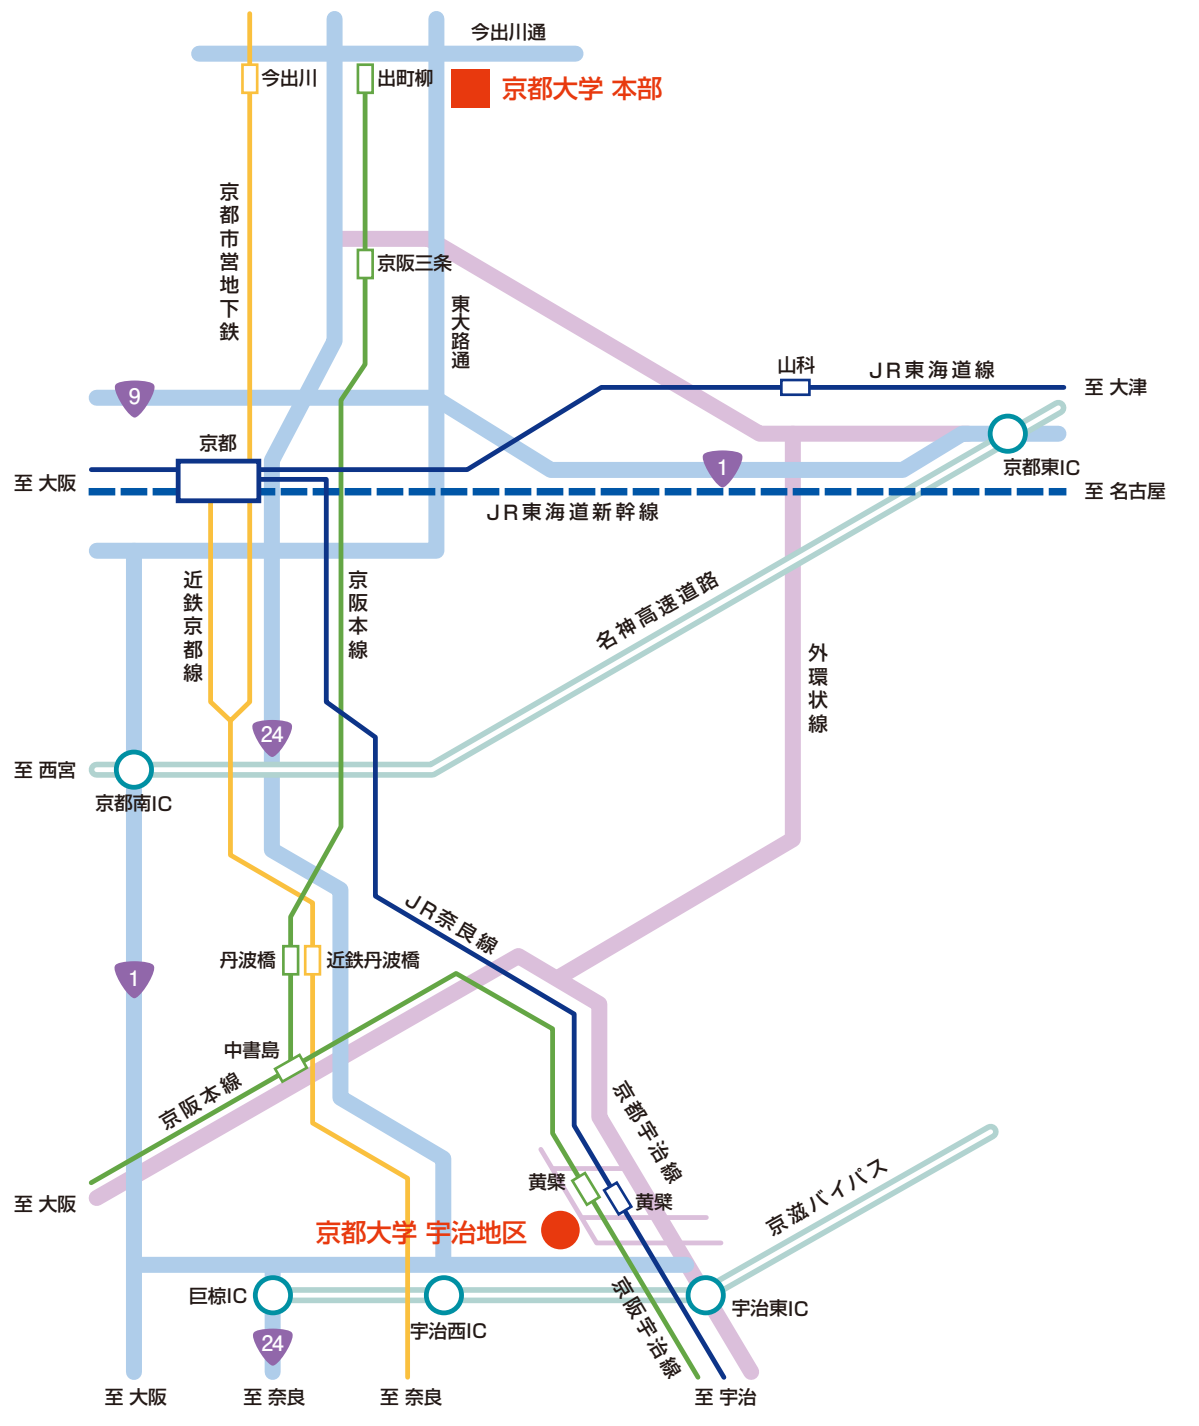 今出川通
今出川
出町柳
京都大学 本部
京都市営地下鉄
京阪三条
東大路通
山科
JR東海道線
至 大津
9
京都
1
京都東IC
至 大阪
至 名古屋
JR東海道新幹線
近鉄京都線
京阪本線
名神高速道路
外環状線
24
至 西宮
京都南IC
JR奈良線
丹波橋
近鉄丹波橋
1
中書島
京阪本線
京都宇治線
黄檗
黄檗
京滋バイパス
至 大阪
京都大学 宇治地区
巨椋IC
宇治西IC
宇治東IC
京阪宇治線
24
至 大阪
至 奈良
至 奈良
至 宇治